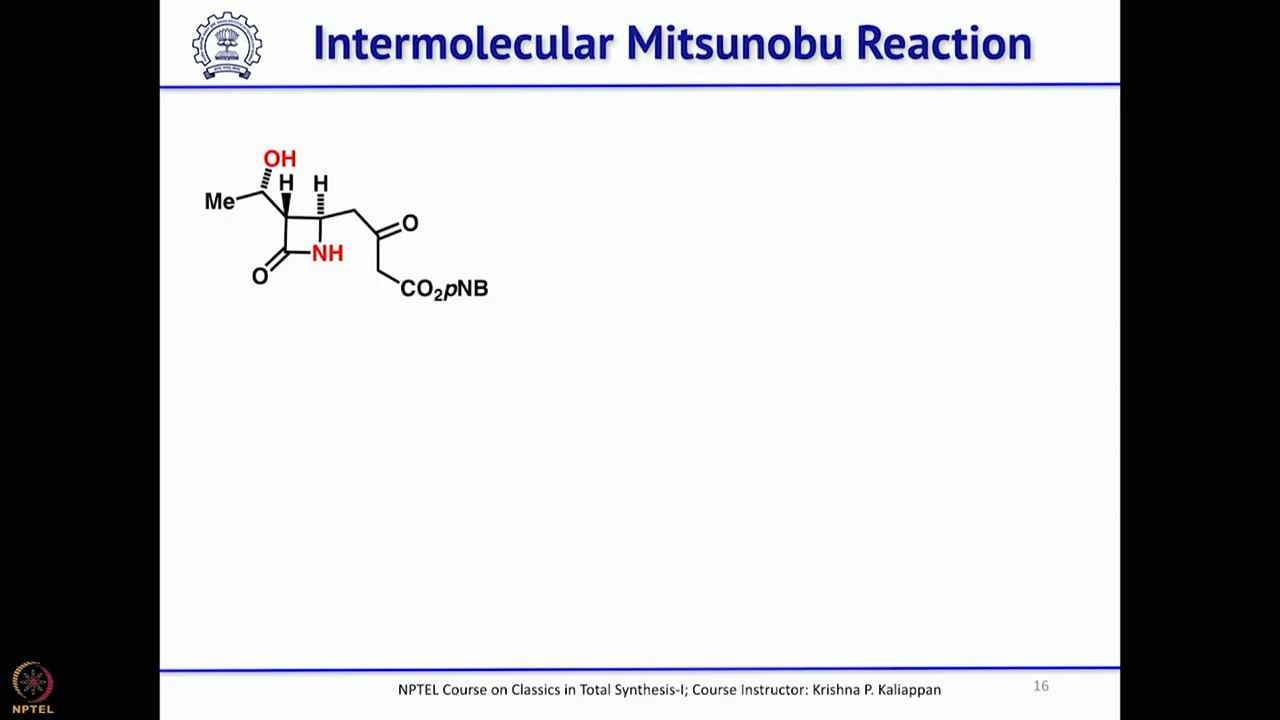 Intermolecular Mitsunobu Reaction
OH
H H
Me
O
NH
O
CO₂pNB
NPTEL Course on Classics in Total Synthesis-I; Course Instructor: Krishna P. Kaliappan
16
NPTEL